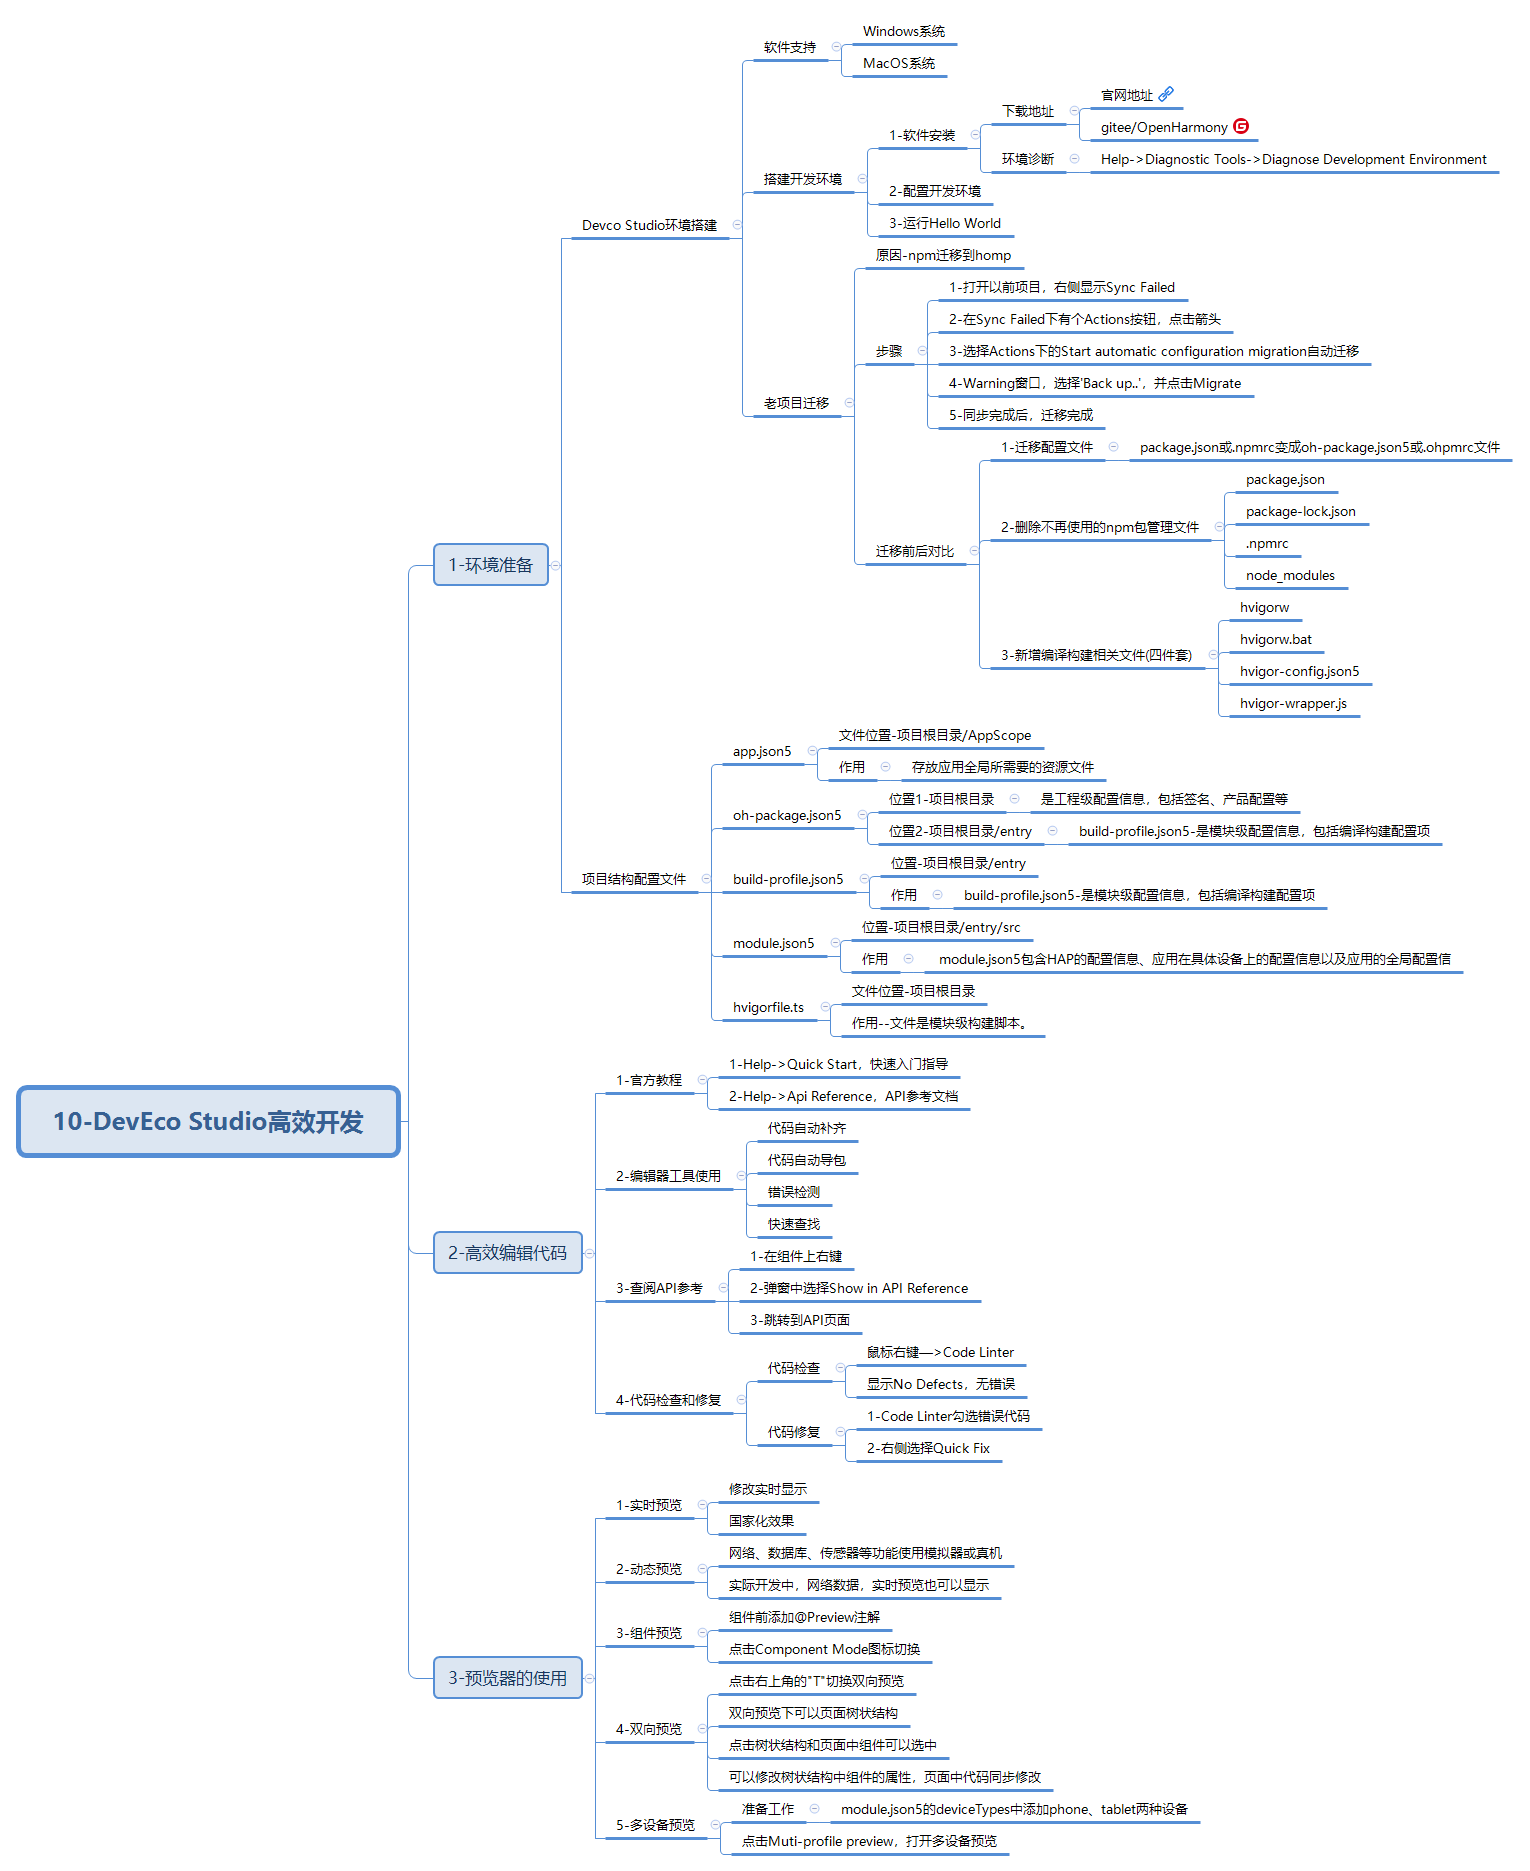 10-DevEco Studio高效开发
1-环境准备
Devco Studio环境搭建
软件支持
Windows系统
MacOS系统
搭建开发环境
1-软件安装
下载地址
官网地址
gitee/OpenHarmony
环境诊断
Help->Diagnostic Tools->Diagnose Development Environment
2-配置开发环境
3-运行Hello World
老项目迁移
原因-npm迁移到homp
步骤
1-打开以前项目，右侧显示Sync Failed
2-在Sync Failed下有个Actions按钮，点击箭头
3-选择Actions下的Start automatic configuration migration自动迁移
4-Warning窗口，选择'Back up..'，并点击Migrate
5-同步完成后，迁移完成
迁移前后对比
1-迁移配置文件
package.json或.npmrc变成oh-package.json5或.ohpmrc文件
2-删除不再使用的npm包管理文件
package.json
package-lock.json
.npmrc
node_modules
3-新增编译构建相关文件(四件套)
hvigorw
hvigorw.bat
hvigor-config.json5
hvigor-wrapper.js
项目结构配置文件
app.json5
文件位置-项目根目录/AppScope
作用
存放应用全局所需要的资源文件
oh-package.json5
位置1-项目根目录
是工程级配置信息，包括签名、产品配置等
位置2-项目根目录/entry
build-profile.json5-是模块级配置信息，包括编译构建配置项
build-profile.json5
位置-项目根目录/entry
作用
build-profile.json5-是模块级配置信息，包括编译构建配置项
module.json5
位置-项目根目录/entry/src
作用
module.json5包含HAP的配置信息、应用在具体设备上的配置信息以及应用的全局配置信
hvigorfile.ts
文件位置-项目根目录
作用--文件是模块级构建脚本。
2-高效编辑代码
1-官方教程
1-Help->Quick Start，快速入门指导
2-Help->Api Reference，API参考文档
2-编辑器工具使用
代码自动补齐
代码自动导包
错误检测
快速查找
3-查阅API参考
1-在组件上右键
2-弹窗中选择Show in API Reference
3-跳转到API页面
4-代码检查和修复
代码检查
鼠标右键—>Code Linter
显示No Defects，无错误
代码修复
1-Code Linter勾选错误代码
2-右侧选择Quick Fix
3-预览器的使用
1-实时预览
修改实时显示
国家化效果
2-动态预览
网络、数据库、传感器等功能使用模拟器或真机
实际开发中，网络数据，实时预览也可以显示
3-组件预览
组件前添加@Preview注解
点击Component Mode图标切换
4-双向预览
点击右上角的"T"切换双向预览
双向预览下可以页面树状结构
点击树状结构和页面中组件可以选中
可以修改树状结构中组件的属性，页面中代码同步修改
5-多设备预览
准备工作
module.json5的deviceTypes中添加phone、tablet两种设备
点击Muti-profile preview，打开多设备预览